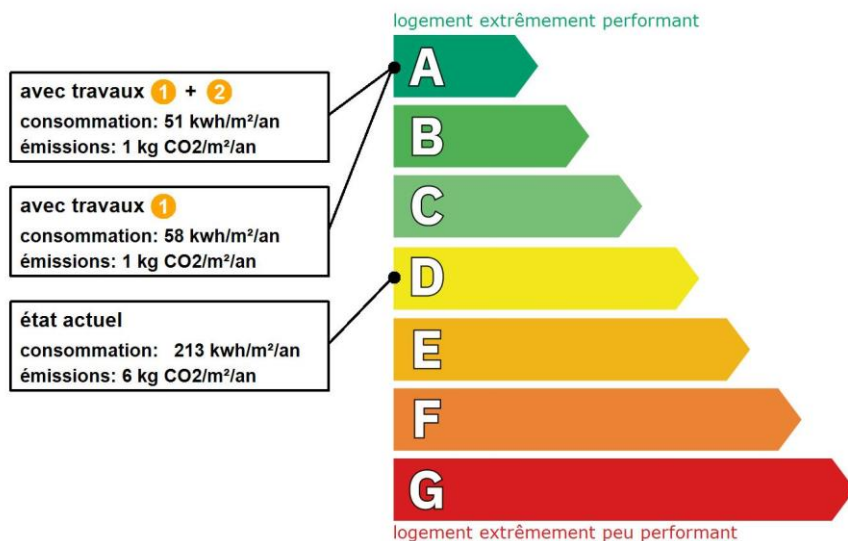 logement extrêmement performant
avec travaux 1 + 2
consommation: 51 kwh/m²/an
émissions: 1 kg CO2/m²/an
avec travaux 1
consommation: 58 kwh/m²/an
émissions: 1 kg CO2/m²/an
état actuel
consommation: 213 kwh/m²/an
émissions: 6 kg CO2/m²/an
A
B
C
D
E
F
G
logement extrêmement peu performant